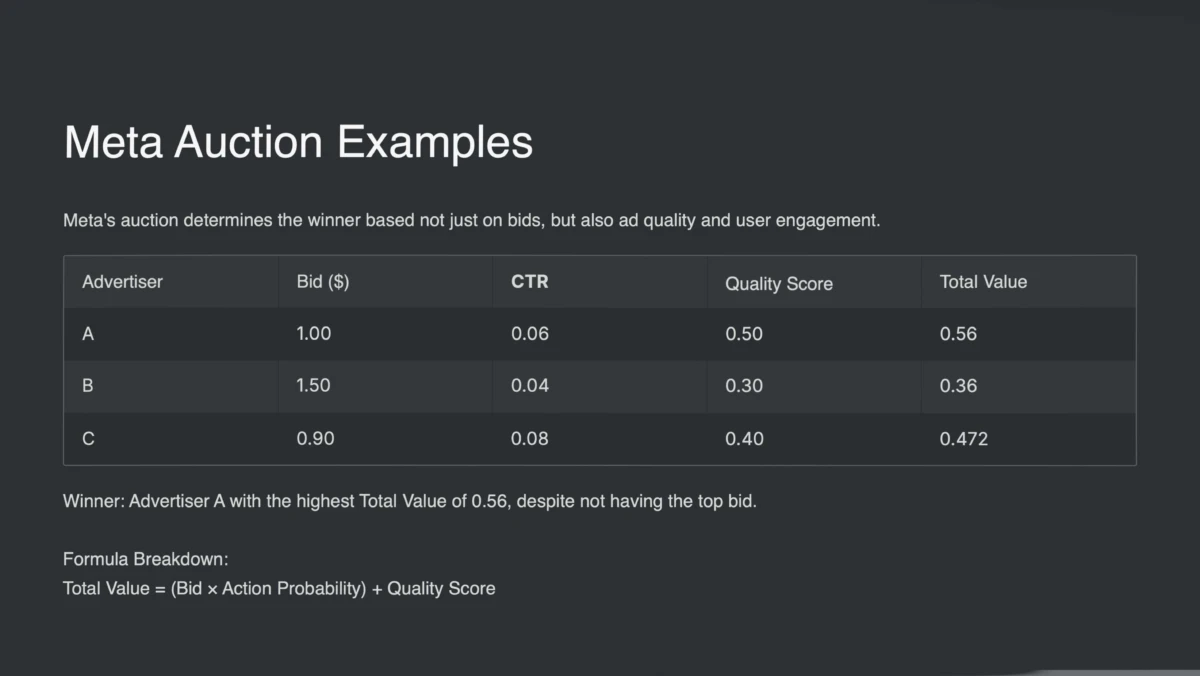 Meta Auction Examples
Meta's auction determines the winner based not just on bids, but also ad quality and user engagement.
Advertiser Bid ($) CTR Quality Score Total Value
A 1.00 0.06 0.50 0.56
B 1.50 0.04 0.30 0.36
C 0.90 0.08 0.40 0.472
Winner: Advertiser A with the highest Total Value of 0.56, despite not having the top bid.
Formula Breakdown:
Total Value = (Bid × Action Probability) + Quality Score